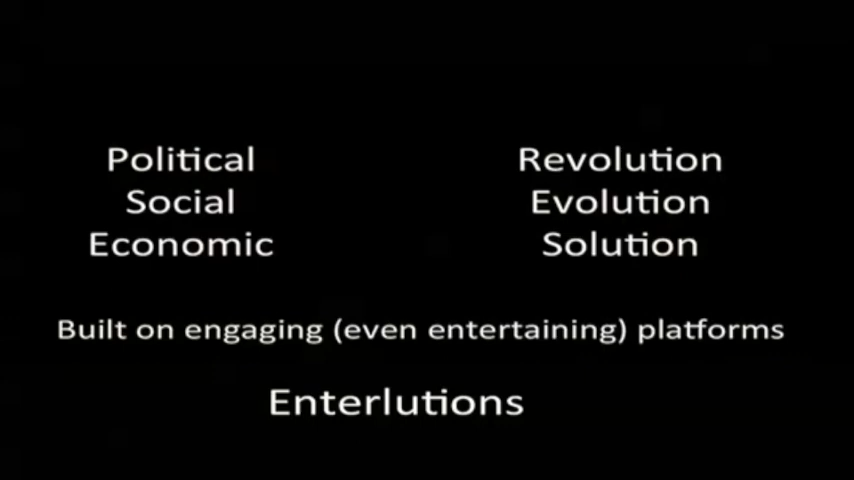 Political
Social
Economic
Revolution
Evolution
Solution
Built on engaging (even entertaining) platforms
Enterlutions